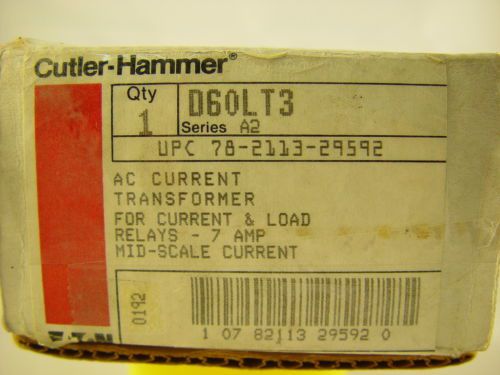 Cutler-Hammer®
Qty
1
D60LT3
Series A2
UPC 78-2113-29592
AC CURRENT
TRANSFORMER
FOR CURRENT & LOAD
RELAYS - 7 AMP
MID-SCALE CURRENT
0192
1 07 82113 29592 0
EATON